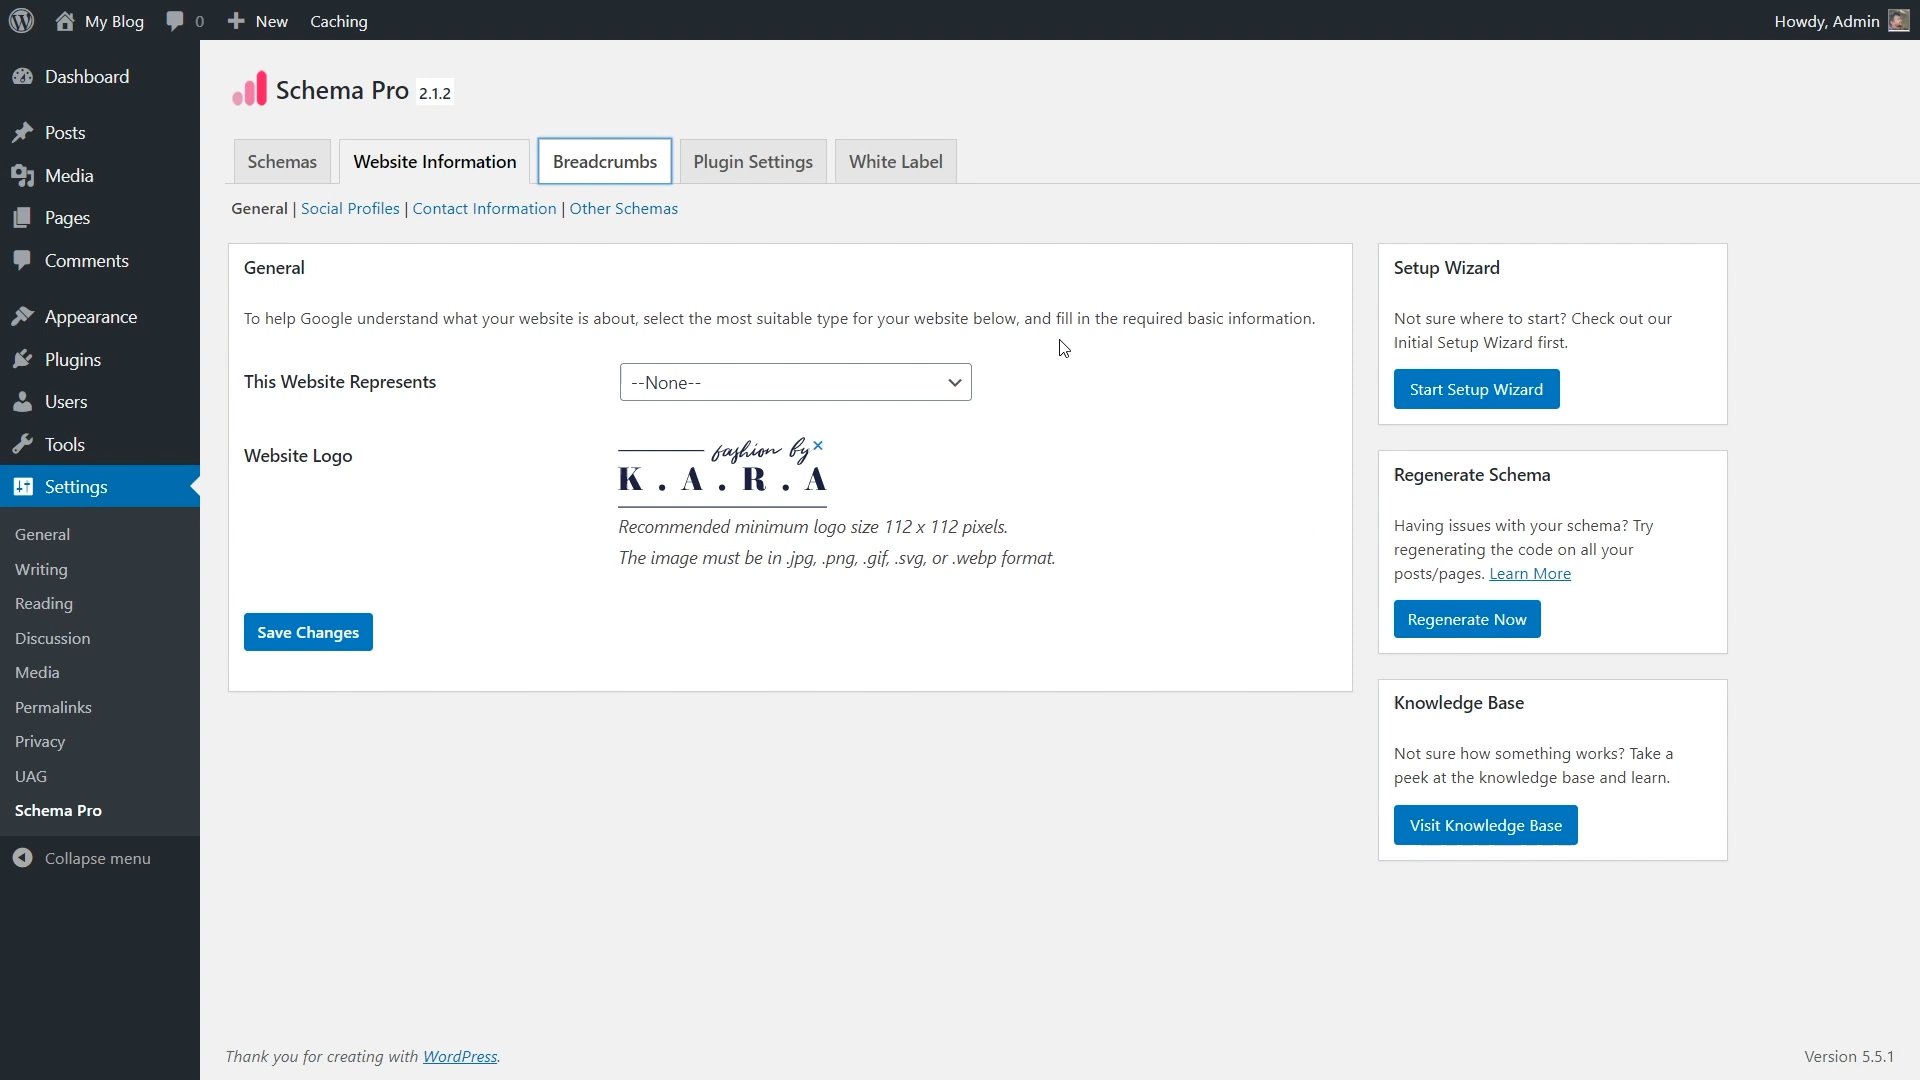 My Blog
0
New
Caching
Howdy, Admin
Dashboard
Posts
Media
Pages
Comments
Appearance
Plugins
Users
Tools
Settings
General
Writing
Reading
Discussion
Media
Permalinks
Privacy
UAG
Schema Pro
Collapse menu
Schema Pro 2.1.2
Schemas
Website Information
Breadcrumbs
Plugin Settings
White Label
General | Social Profiles | Contact Information | Other Schemas
General
To help Google understand what your website is about, select the most suitable type for your website below, and fill in the required basic information.
This Website Represents
--None--
Website Logo
fashion by
K . A . R . A
Recommended minimum logo size 112 x 112 pixels.
The image must be in .jpg, .png, .gif, .svg, or .webp format.
Save Changes
Setup Wizard
Not sure where to start? Check out our
Initial Setup Wizard first.
Start Setup Wizard
Regenerate Schema
Having issues with your schema? Try
regenerating the code on all your
posts/pages. Learn More
Regenerate Now
Knowledge Base
Not sure how something works? Take a
peek at the knowledge base and learn.
Visit Knowledge Base
Thank you for creating with WordPress.
Version 5.5.1